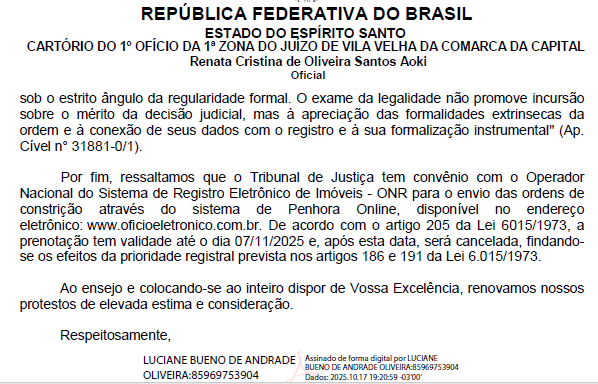 REPÚBLICA FEDERATIVA DO BRASIL
ESTADO DO ESPÍRITO SANTO
CARTÓRIO DO 1º OFÍCIO DA 1ª ZONA DO JUÍZO DE VILA VELHA DA COMARCA DA CAPITAL
Renata Cristina de Oliveira Santos Aoki
Oficial
sob o estrito ângulo da regularidade formal. O exame da legalidade não promove incursão
sobre o mérito da decisão judicial, mas à apreciação das formalidades extrinsecas da
ordem e à conexão de seus dados com o registro e à sua formalização instrumental" (Ap.
Cível n° 31881-0/1).
Por fim, ressaltamos que o Tribunal de Justiça tem convênio com o Operador
Nacional do Sistema de Registro Eletrônico de Imóveis - ONR para o envio das ordens de
constrição através do sistema de Penhora Online, disponível no endereço
eletrônico: www.oficioeletronico.com.br. De acordo com o artigo 205 da Lei 6015/1973, a
prenotação tem validade até o dia 07/11/2025 e, após esta data, será cancelada, findando-
se os efeitos da prioridade registral prevista nos artigos 186 e 191 da Lei 6.015/1973.
Ao ensejo e colocando-se ao inteiro dispor de Vossa Excelência, renovamos nossos
protestos de elevada estima e consideração.
Respeitosamente,
LUCIANE BUENO DE ANDRADE
OLIVEIRA:85969753904
Assinado de forma digital por LUCIANE
BUENO DE ANDRADE OLIVEIRA:85969753904
Dados: 2025.10.17 19:20:59 -03'00'